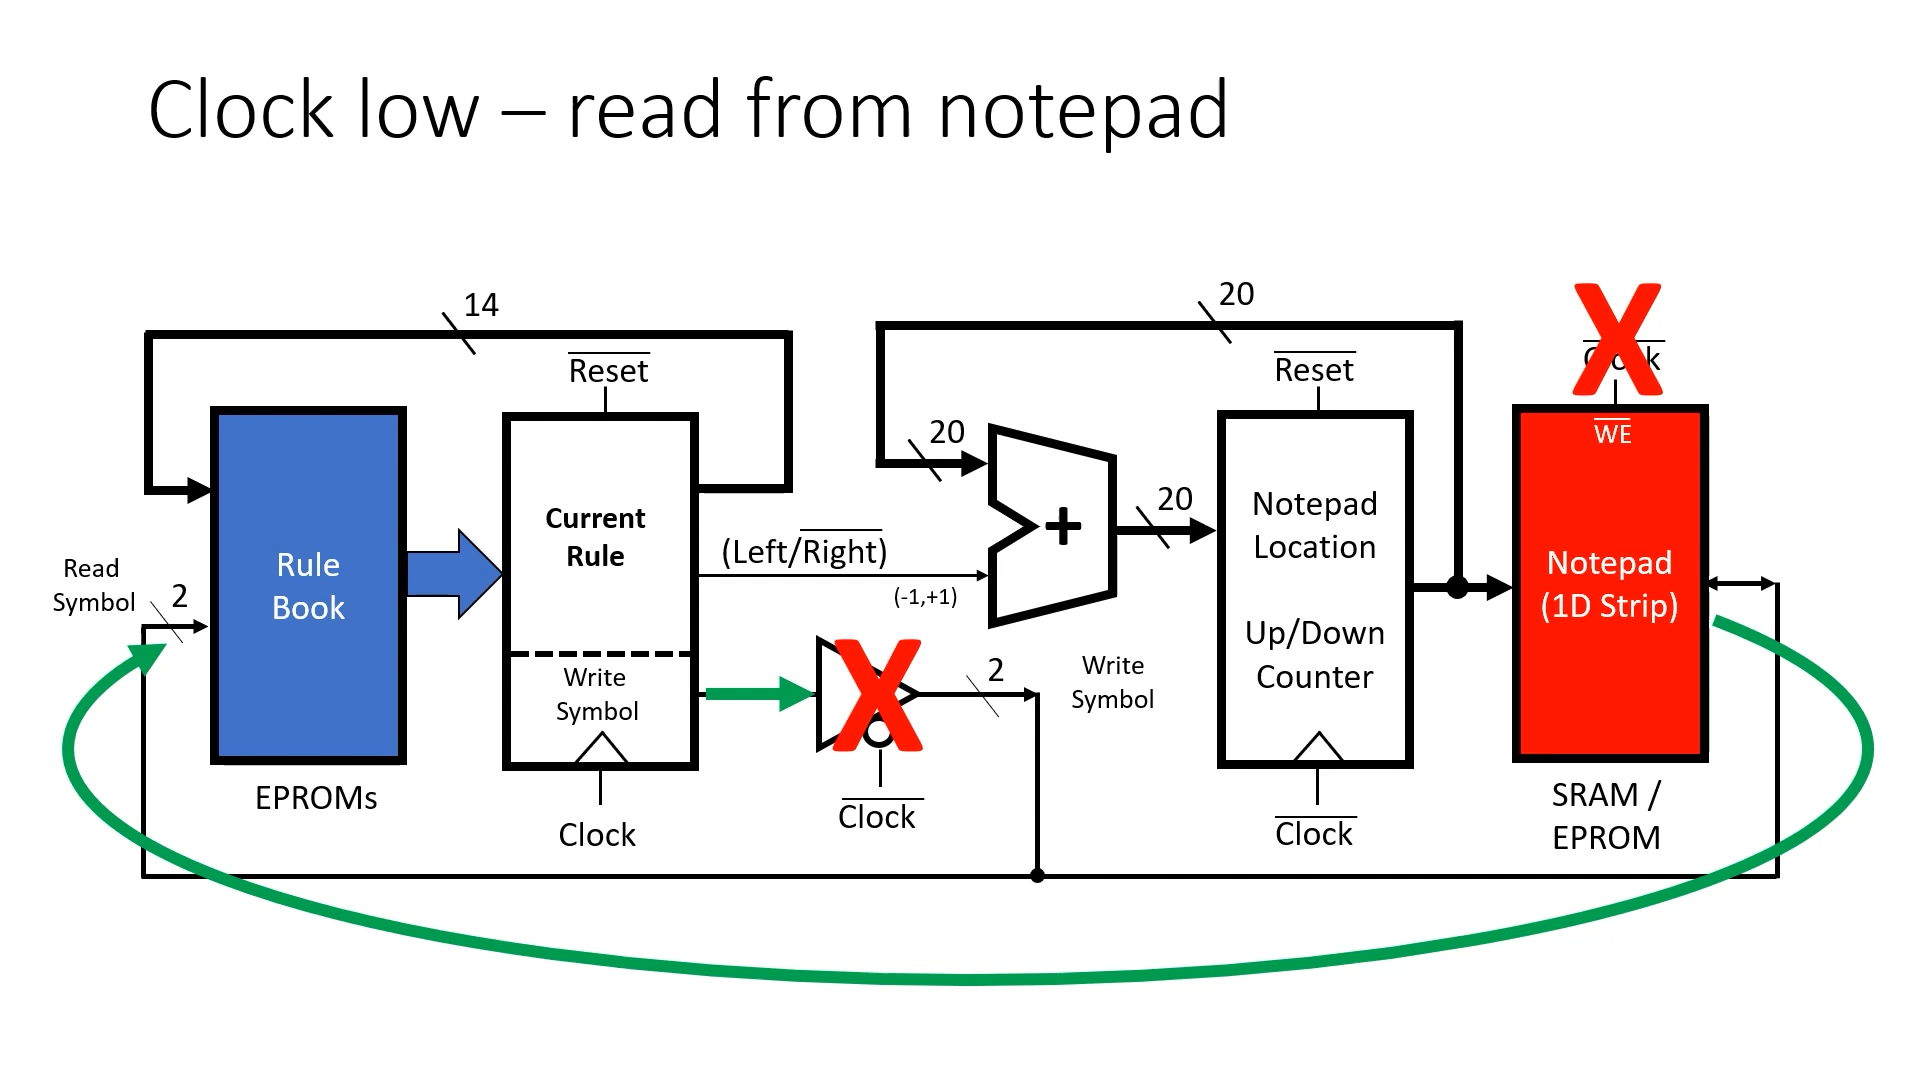 Clock low – read from notepad
14
20
Reset
Reset
Clock
WE
20
20
Current
Rule
(Left/Right)
(-1,+1)
+
Notepad
Location
Up/Down
Counter
Notepad
(1D Strip)
Read
Symbol
2
Rule
Book
Write
Symbol
X
X
2
Write
Symbol
EPROMs
Clock
Clock
Clock
SRAM /
EPROM